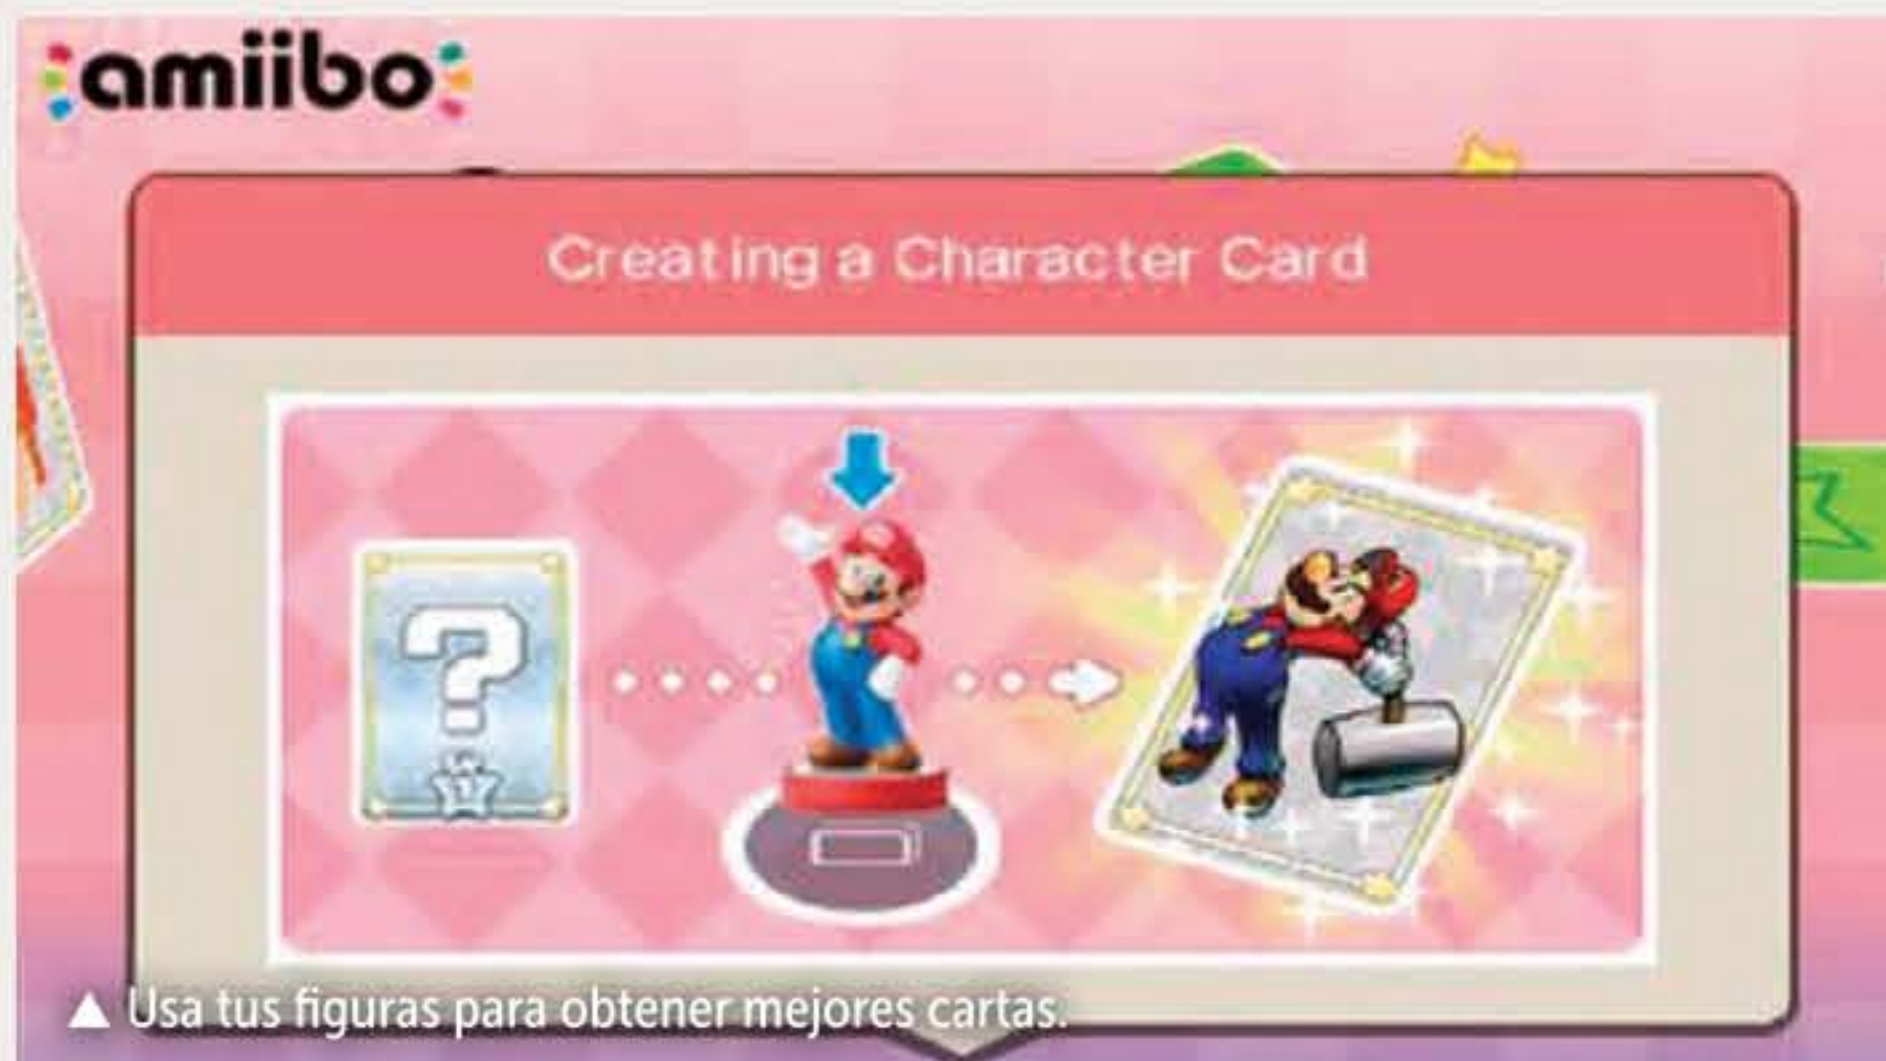 amiibo
Creating a Character Card
?
▲ Usa tus figuras para obtener mejores cartas.